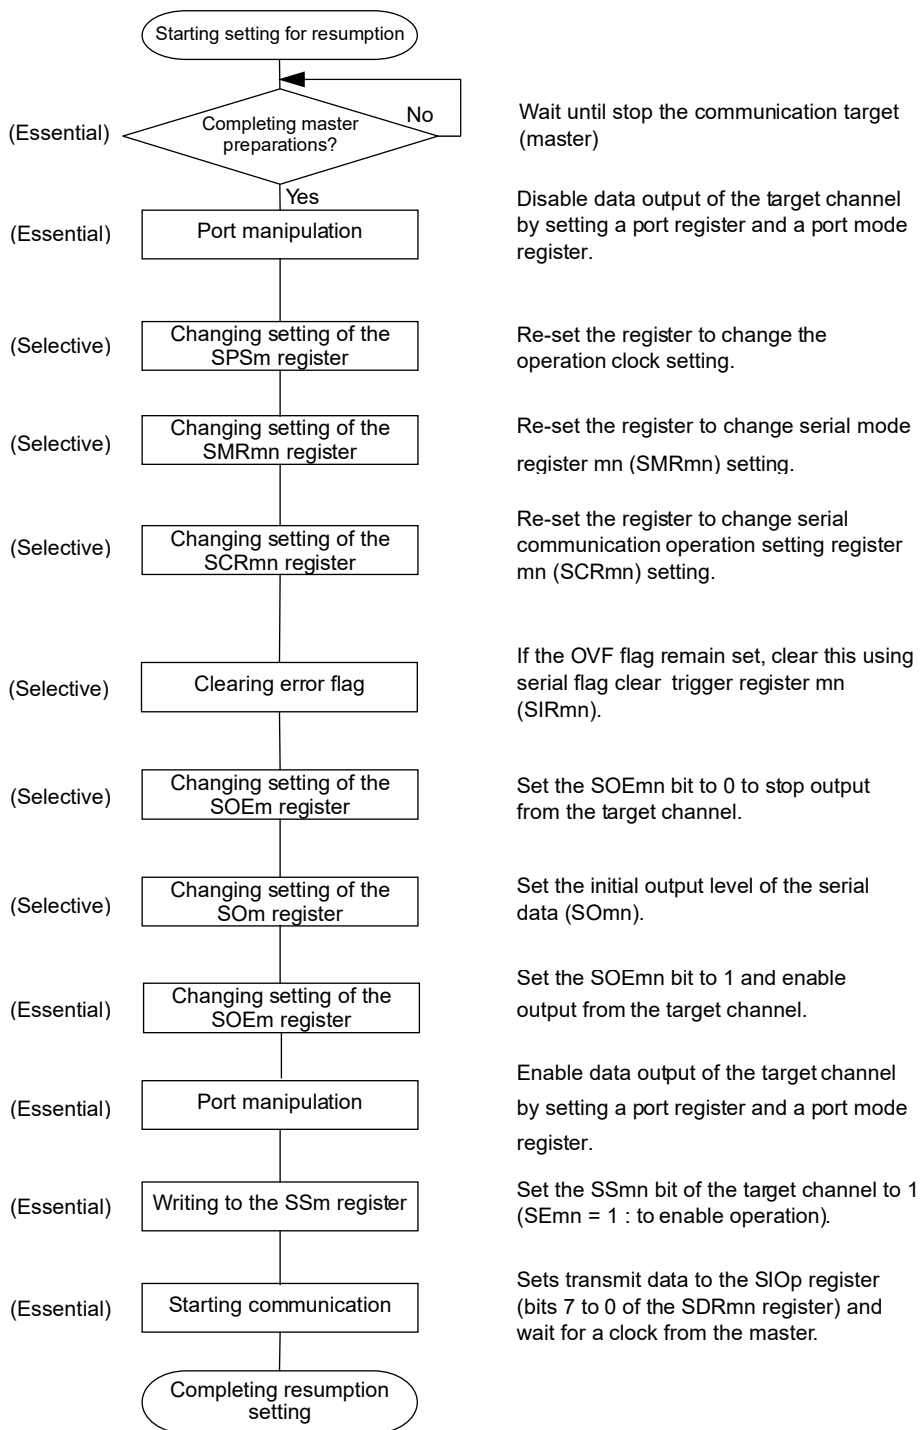 Starting setting for resumption
(Essential)
Completing master
preparations?
No
Wait until stop the communication target
(master)
Yes
(Essential)
Port manipulation
Disable data output of the target channel
by setting a port register and a port mode
register.
(Selective)
Changing setting of the
SPSm register
Re-set the register to change the
operation clock setting.
(Selective)
Changing setting of the
SMRmn register
Re-set the register to change serial mode
register mn (SMRmn) setting.
(Selective)
Changing setting of the
SCRmn register
Re-set the register to change serial
communication operation setting register
mn (SCRmn) setting.
(Selective)
Clearing error flag
If the OVF flag remain set, clear this using
serial flag clear trigger register mn
(SIRmn).
(Selective)
Changing setting of the
SOEm register
Set the SOEmn bit to 0 to stop output
from the target channel.
(Selective)
Changing setting of the
SOm register
Set the initial output level of the serial
data (SOmn).
(Essential)
Changing setting of the
SOEm register
Set the SOEmn bit to 1 and enable
output from the target channel.
(Essential)
Port manipulation
Enable data output of the target channel
by setting a port register and a port mode
register.
(Essential)
Writing to the SSm register
Set the SSmn bit of the target channel to 1
(SEmn = 1 : to enable operation).
(Essential)
Starting communication
Sets transmit data to the SIOp register
(bits 7 to 0 of the SDRmn register) and
wait for a clock from the master.
Completing resumption
setting